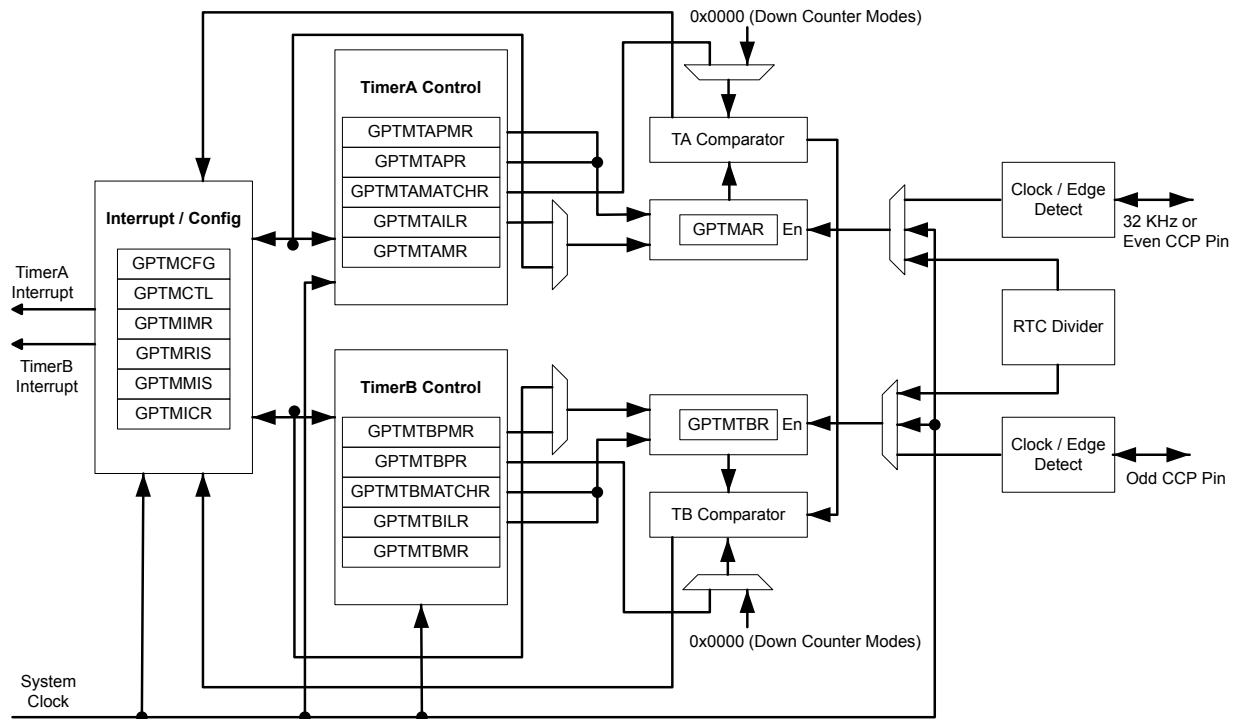 0x0000 (Down Counter Modes)
TimerA Control
GPTMTAPMR
GPTMTAPR
GPTMTAMATCHR
GPTMTAILR
GPTMTAMR
TA Comparator
GPTMAR
En
Clock / Edge
Detect
32 KHz or
Even CCP Pin
Interrupt / Config
GPTMCFG
GPTMCTL
GPTMIMR
GPTMRIS
GPTMMIS
GPTMICR
TimerA
Interrupt
TimerB
Interrupt
RTC Divider
TimerB Control
GPTMTBPMR
GPTMTBPR
GPTMTBMATCHR
GPTMTBILR
GPTMTBMR
GPTMTBR
En
TB Comparator
Clock / Edge
Detect
Odd CCP Pin
0x0000 (Down Counter Modes)
System
Clock